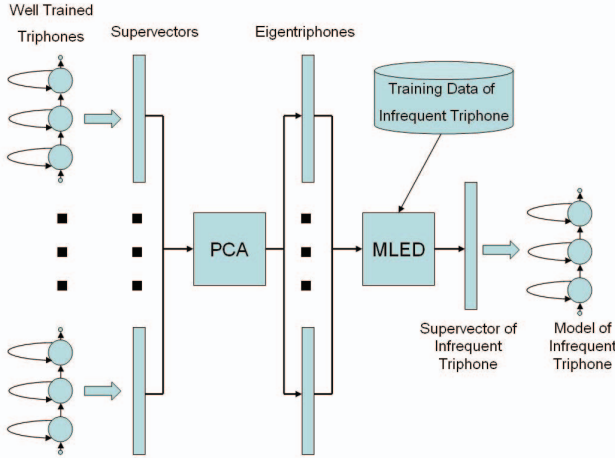 Well Trained
Triphones
Supervectors
Eigentriphones
Training Data of
Infrequent Triphone
PCA
MLED
Supervector of
Infrequent
Triphone
Model of
Infrequent
Triphone